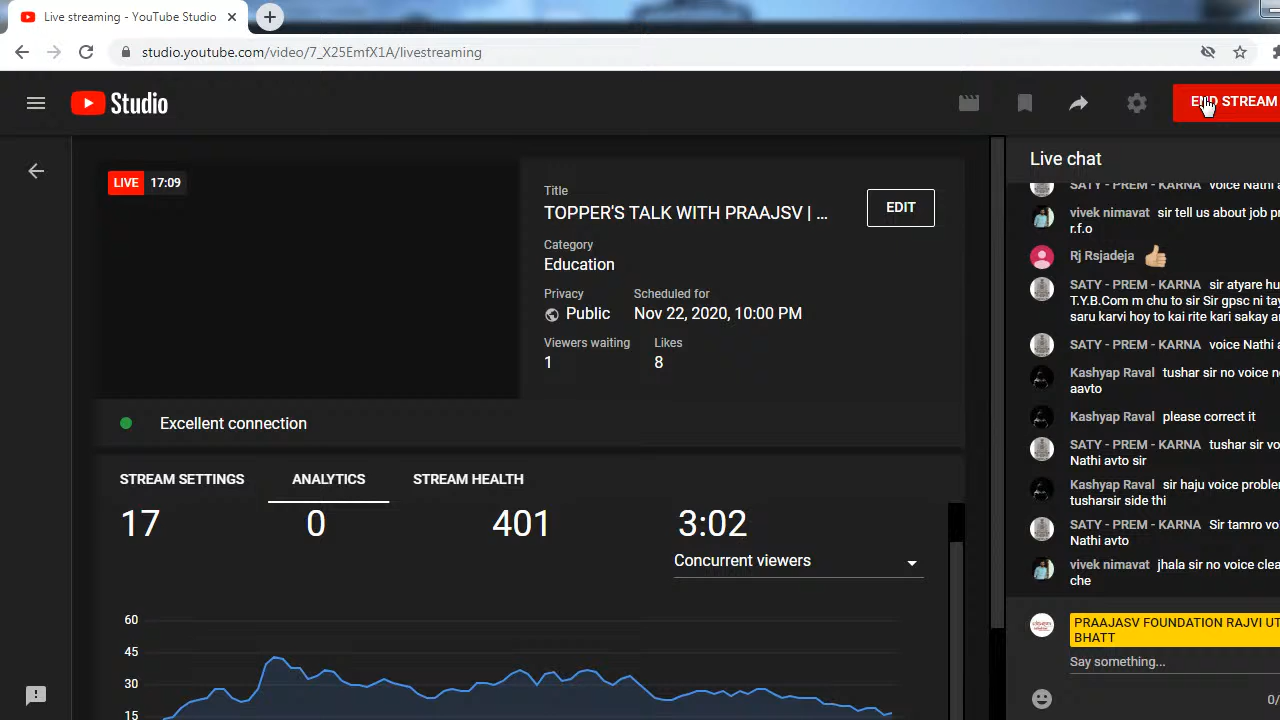 Live streaming - YouTube Studio
studio.youtube.com/video/7_X25EmfX1A/livestreaming
Studio
END STREAM
LIVE 17:09
Title
TOPPER'S TALK WITH PRAAJSV | ...
EDIT
Category
Education
Privacy
Public
Scheduled for
Nov 22, 2020, 10:00 PM
Viewers waiting
1
Likes
8
Excellent connection
STREAM SETTINGS ANALYTICS STREAM HEALTH
17 0 401 3:02
Concurrent viewers
60
45
30
15
Live chat
SATY - PREM - KARNA voice Nathi a
vivek nimavat sir tell us about job p
r.f.o
Rj Rsjadeja
SATY - PREM - KARNA sir atyare hu
T.Y.B.Com m chu to sir Sir gpsc ni tay
saru karvi hoy to kai rite kari sakay a
SATY - PREM - KARNA voice Nathi a
Kashyap Raval tushar sir no voice n
aavto
Kashyap Raval please correct it
SATY - PREM - KARNA tushar sir vo
Nathi avto sir
Kashyap Raval sir haju voice proble
tusharsir side thi
SATY - PREM - KARNA Sir tamro vo
Nathi avto
vivek nimavat jhala sir no voice clea
che
PRAAJASV FOUNDATION RAJVI UT
BHATT
Say something...
0/